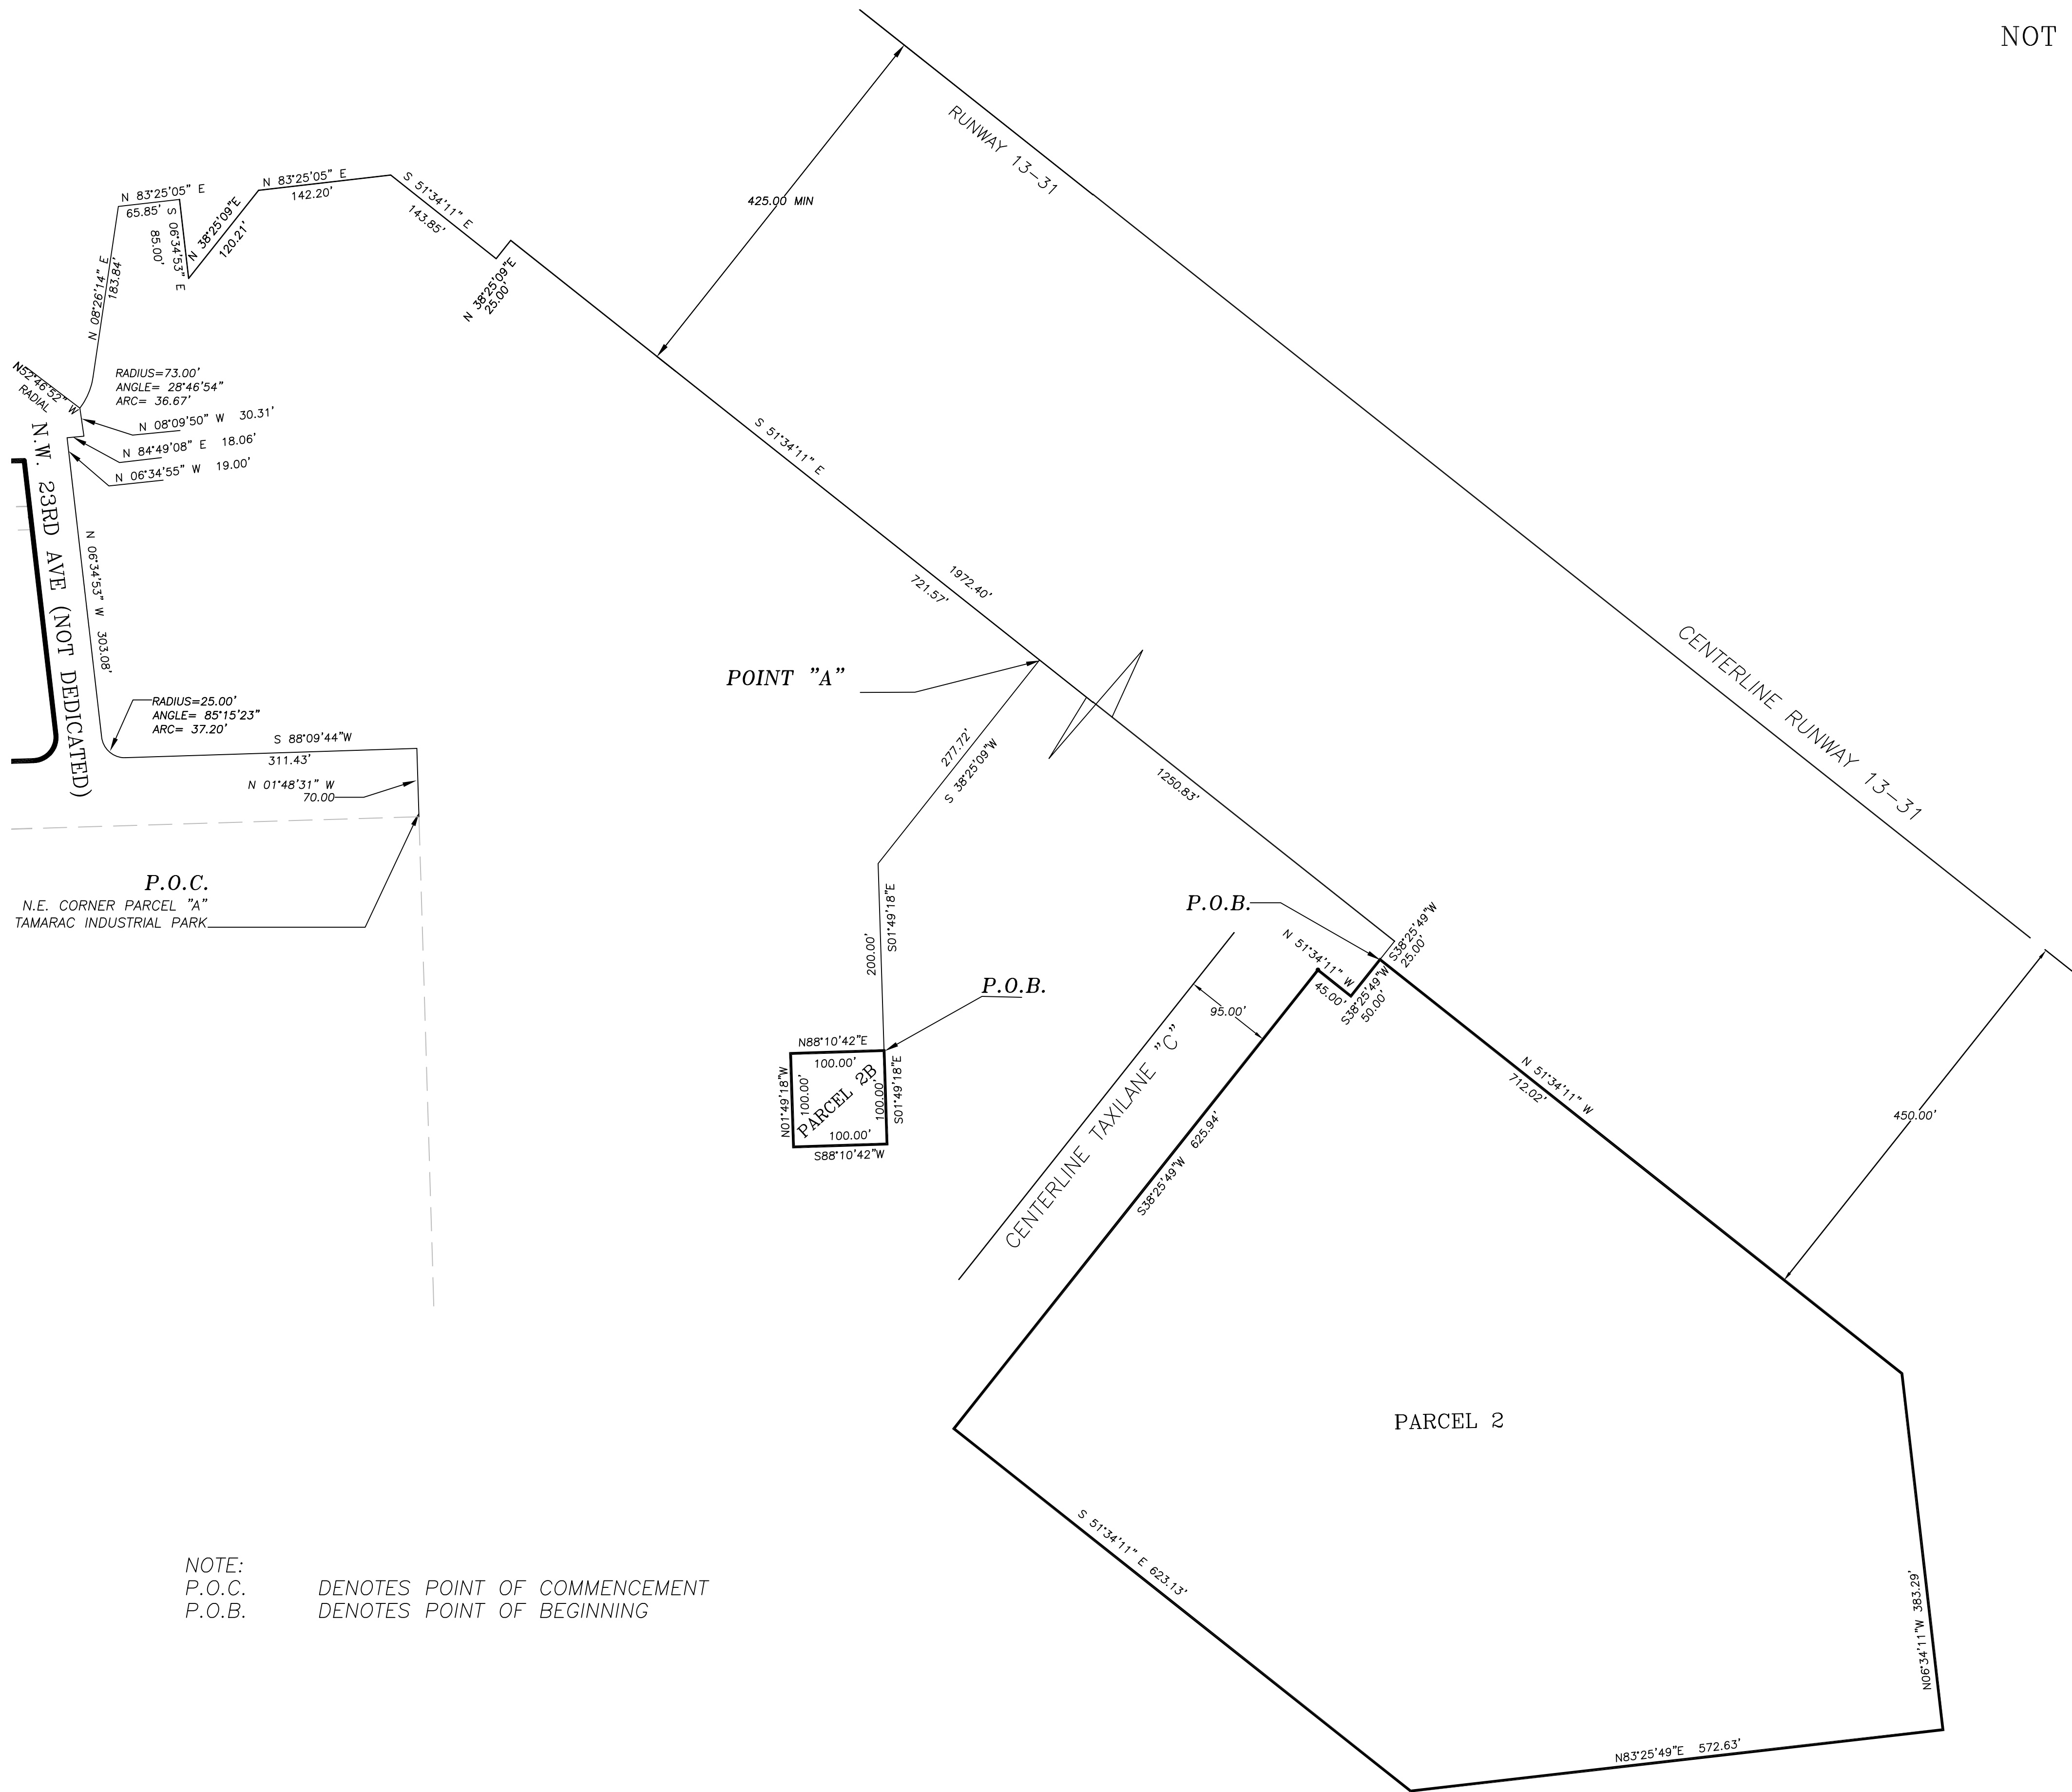 NOT
RUNWAY 13-31
425.00 MIN
N 83°25'05" E
65.85'
S 06°34'53" E
85.00'
N 38°25'09"E
120.21'
N 83°25'05" E
142.20'
S 51°34'11" E
143.85'
N 38°25'09"E
25.00'
N 08°26'14" E
183.84'
N52°46'52" W
RADIAL
RADIUS=73.00'
ANGLE= 28°46'54"
ARC= 36.67'
N 08°09'50" W 30.31'
N 84°49'08" E 18.06'
N 06°34'55" W 19.00'
N.W. 23RD AVE (NOT DEDICATED)
N 06°34'53" W 303.08'
S 51°34'11" E
1972.40'
721.57'
POINT "A"
CENTERLINE RUNWAY 13-31
RADIUS=25.00'
ANGLE= 85°15'23"
ARC= 37.20'
S 88°09'44"W
311.43'
N 01°48'31" W
70.00
P.O.C.
N.E. CORNER PARCEL "A"
TAMARAC INDUSTRIAL PARK
277.72'
S 38°25'09"W
1250.83'
200.00'
S01°49'18"E
P.O.B.
P.O.B.
S38°25'49"W
25.00'
N 51°34'11" W
45.00'
S38°25'49"W
50.00'
95.00'
CENTERLINE TAXILANE "C"
N88°10'42"E
100.00'
N01°49'18"W
100.00'
PARCEL 2B
100.00'
S01°49'18"E
100.00'
S88°10'42"W
N 51°34'11" W
712.02'
450.00'
S38°25'49"W 625.94'
PARCEL 2
S 51°34'11" E 623.13'
N06°34'11"W 383.29'
N83°25'49"E 572.63'
NOTE:
P.O.C. DENOTES POINT OF COMMENCEMENT
P.O.B. DENOTES POINT OF BEGINNING